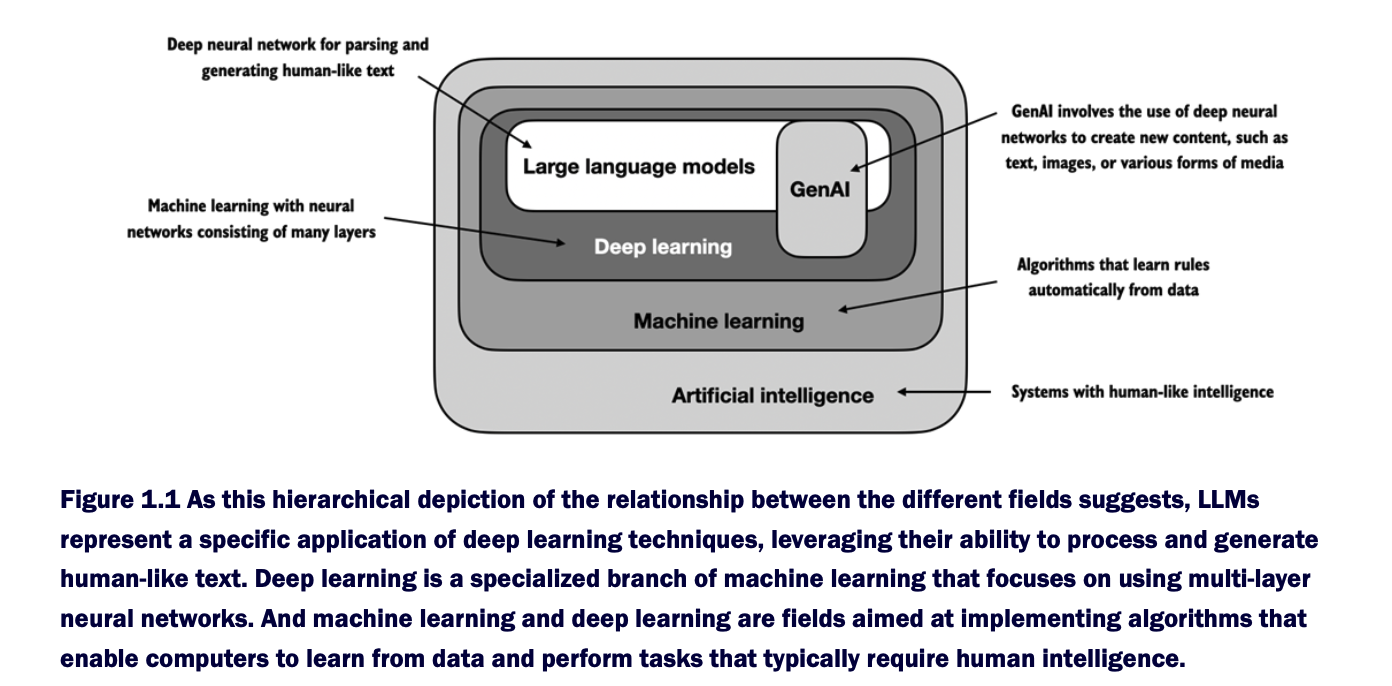 Deep neural network for parsing and
generating human-like text
GenAI involves the use of deep neural
networks to create new content, such as
text, images, or various forms of media
Large language models
GenAI
Machine learning with neural
networks consisting of many layers
Deep learning
Algorithms that learn rules
automatically from data
Machine learning
Artificial intelligence
Systems with human-like intelligence
Figure 1.1 As this hierarchical depiction of the relationship between the different fields suggests, LLMs
represent a specific application of deep learning techniques, leveraging their ability to process and generate
human-like text. Deep learning is a specialized branch of machine learning that focuses on using multi-layer
neural networks. And machine learning and deep learning are fields aimed at implementing algorithms that
enable computers to learn from data and perform tasks that typically require human intelligence.